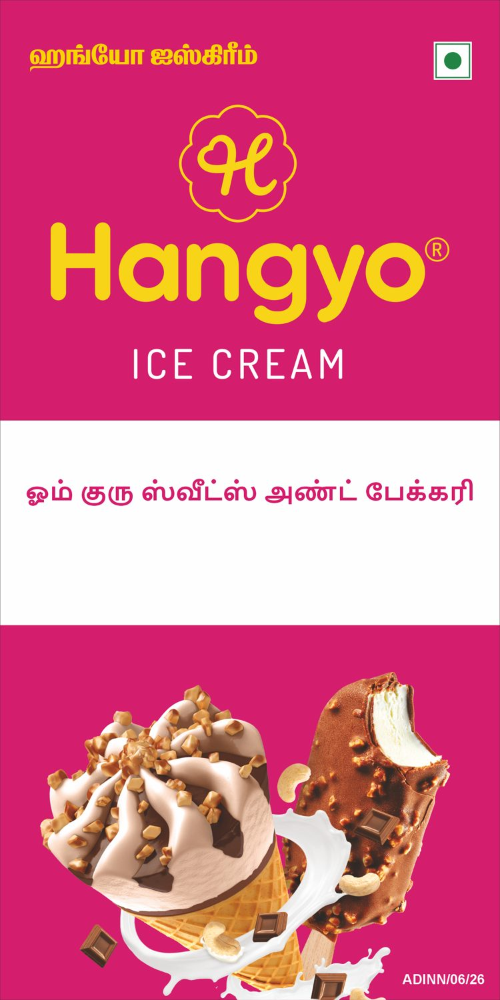 ஹங்யோ ஐஸ்கிரீம்
H
Hangyo®
ICE CREAM
ஓம் குரு ஸ்வீட்ஸ் அண்ட் பேக்கரி
ADINN/06/26